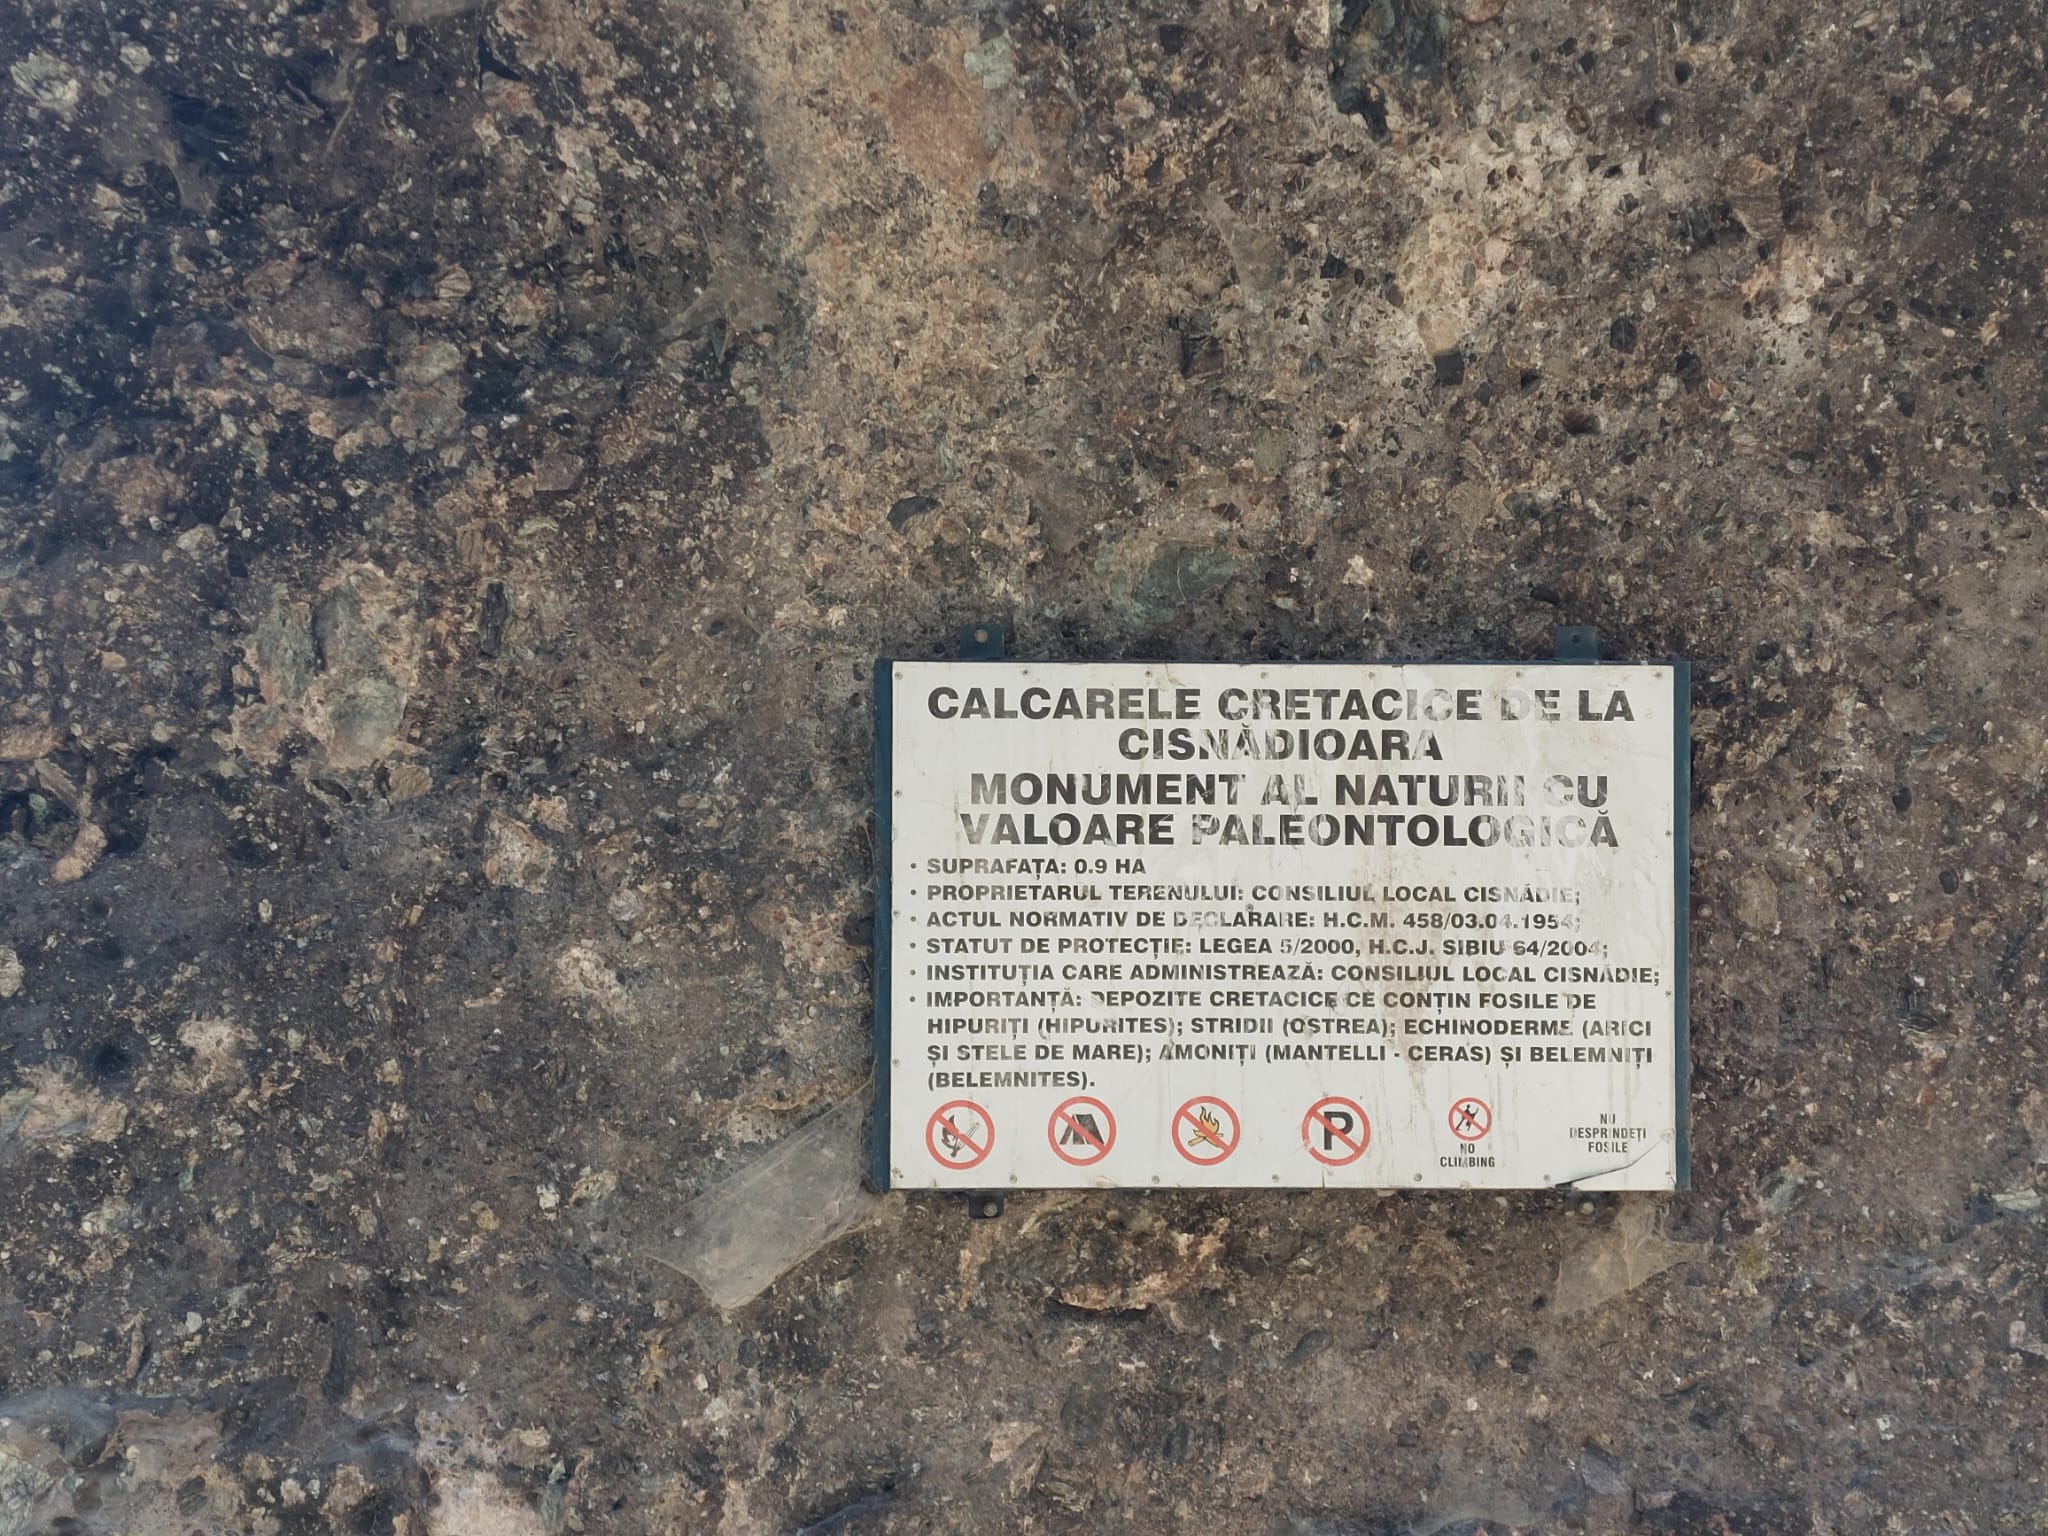 CALCARELE CRETACICE DE LA
CISNĂDIOARA
MONUMENT AL NATURII CU
VALOARE PALEONTOLOGICĂ
• SUPRAFAȚA: 0.9 HA
• PROPRIETARUL TERENULUI: CONSILIUL LOCAL CISNĂDIE;
• ACTUL NORMATIV DE DECLARARE: H.C.M. 458/03.04.1954;
• STATUT DE PROTECȚIE: LEGEA 5/2000, H.C.J. SIBIU 64/2004;
• INSTITUȚIA CARE ADMINISTREAZĂ: CONSILIUL LOCAL CISNĂDIE;
• IMPORTANȚĂ: DEPOZITE CRETACICE CE CONȚIN FOSILE DE
HIPURIȚI (HIPURITES); STRIDII (OSTREA); ECHINODERME (ARICI
ȘI STELE DE MARE); AMONIȚI (MANTELLI - CERAS) ȘI BELEMNIȚI
(BELEMNITES).
P
NO
CLIMBING
NU
DESPRINDEȚI
FOSILE